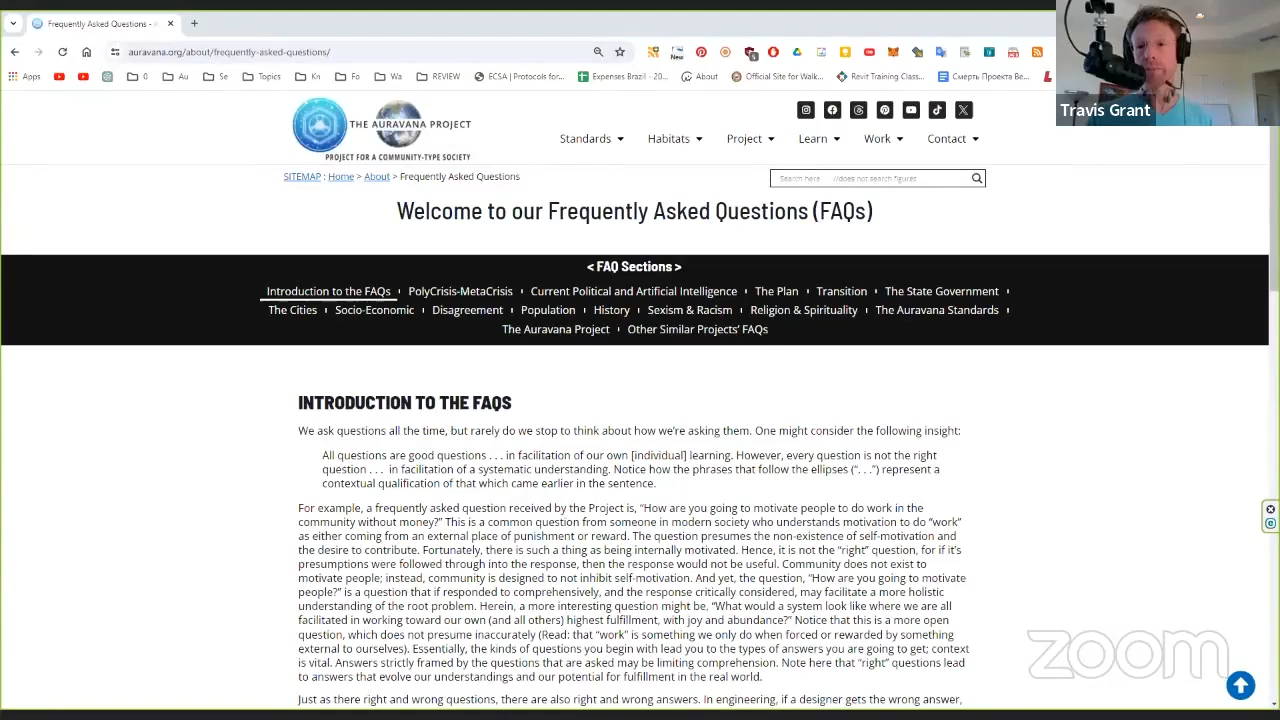 Frequently Asked Questions -
auravana.org/about/frequently-asked-questions/
New
Apps
0
Au
Se
Topics
Kn
Fo
Wa
REVIEW
ECSA | Protocols for...
Expenses Brazil - 20...
About
Official Site for Walk...
Revit Training Class...
Смерть Проекта Ве...
Travis Grant
THE AURAVANA PROJECT
PROJECT FOR A COMMUNITY-TYPE SOCIETY
Standards Habitats Project Learn Work Contact
SITEMAP : Home > About > Frequently Asked Questions
Search here //does not search figures
Welcome to our Frequently Asked Questions (FAQs)
< FAQ Sections >
Introduction to the FAQs PolyCrisis-MetaCrisis Current Political and Artificial Intelligence The Plan Transition The State Government
The Cities Socio-Economic Disagreement Population History Sexism & Racism Religion & Spirituality The Auravana Standards
The Auravana Project Other Similar Projects' FAQs
INTRODUCTION TO THE FAQS
We ask questions all the time, but rarely do we stop to think about how we're asking them. One might consider the following insight:
All questions are good questions . . . in facilitation of our own [individual] learning. However, every question is not the right
question . . . in facilitation of a systematic understanding. Notice how the phrases that follow the ellipses (". . .") represent a
contextual qualification of that which came earlier in the sentence.
For example, a frequently asked question received by the Project is, "How are you going to motivate people to do work in the
community without money?" This is a common question from someone in modern society who understands motivation to do "work"
as either coming from an external place of punishment or reward. The question presumes the non-existence of self-motivation and
the desire to contribute. Fortunately, there is such a thing as being internally motivated. Hence, it is not the "right" question, for if it's
presumptions were followed through into the response, then the response would not be useful. Community does not exist to
motivate people; instead, community is designed to not inhibit self-motivation. And yet, the question, "How are you going to motivate
people?" is a question that if responded to comprehensively, and the response critically considered, may facilitate a more holistic
understanding of the root problem. Herein, a more interesting question might be, "What would a system look like where we are all
facilitated in working toward our own (and all others) highest fulfillment, with joy and abundance?" Notice that this is a more open
question, which does not presume inaccurately (Read: that "work" is something we only do when forced or rewarded by something
external to ourselves). Essentially, the kinds of questions you begin with lead you to the types of answers you are going to get; context
is vital. Answers strictly framed by the questions that are asked may be limiting comprehension. Note here that "right" questions lead
to answers that evolve our understandings and our potential for fulfillment in the real world.
Just as there right and wrong questions, there are also right and wrong answers. In engineering, if a designer gets the wrong answer,
zoom